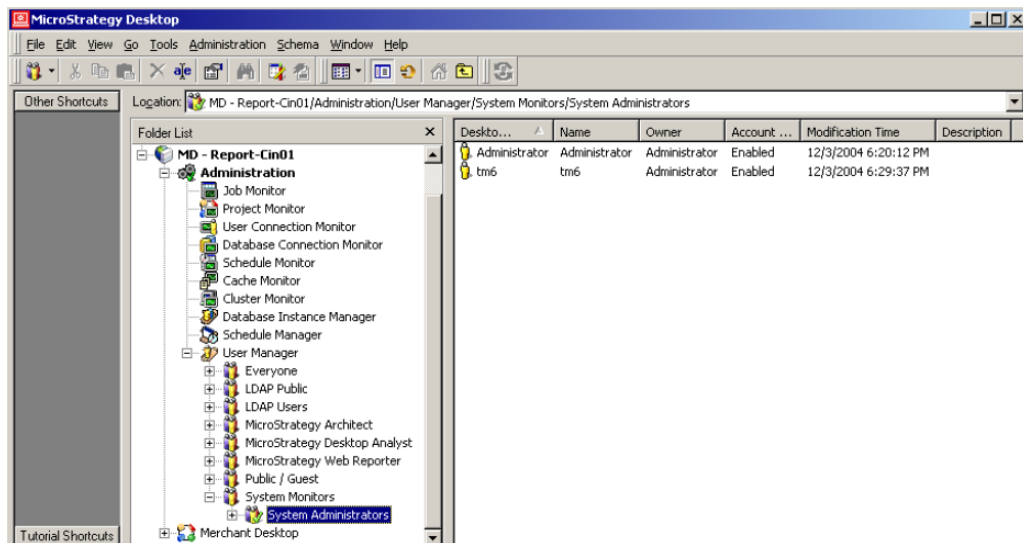 MicroStrategy Desktop
File Edit View Go Tools Administration Schema Window Help
Other Shortcuts
Location: MD - Report-Cin01/Administration/User Manager/System Monitors/System Administrators
Folder List
MD - Report-Cin01
Administration
Job Monitor
Project Monitor
User Connection Monitor
Database Connection Monitor
Schedule Monitor
Cache Monitor
Cluster Monitor
Database Instance Manager
Schedule Manager
User Manager
Everyone
LDAP Public
LDAP Users
MicroStrategy Architect
MicroStrategy Desktop Analyst
MicroStrategy Web Reporter
Public / Guest
System Monitors
System Administrators
Merchant Desktop
Tutorial Shortcuts
Deskto... Name Owner Account ... Modification Time Description
Administrator Administrator Administrator Enabled 12/3/2004 6:20:12 PM
tm6 tm6 Administrator Enabled 12/3/2004 6:29:37 PM